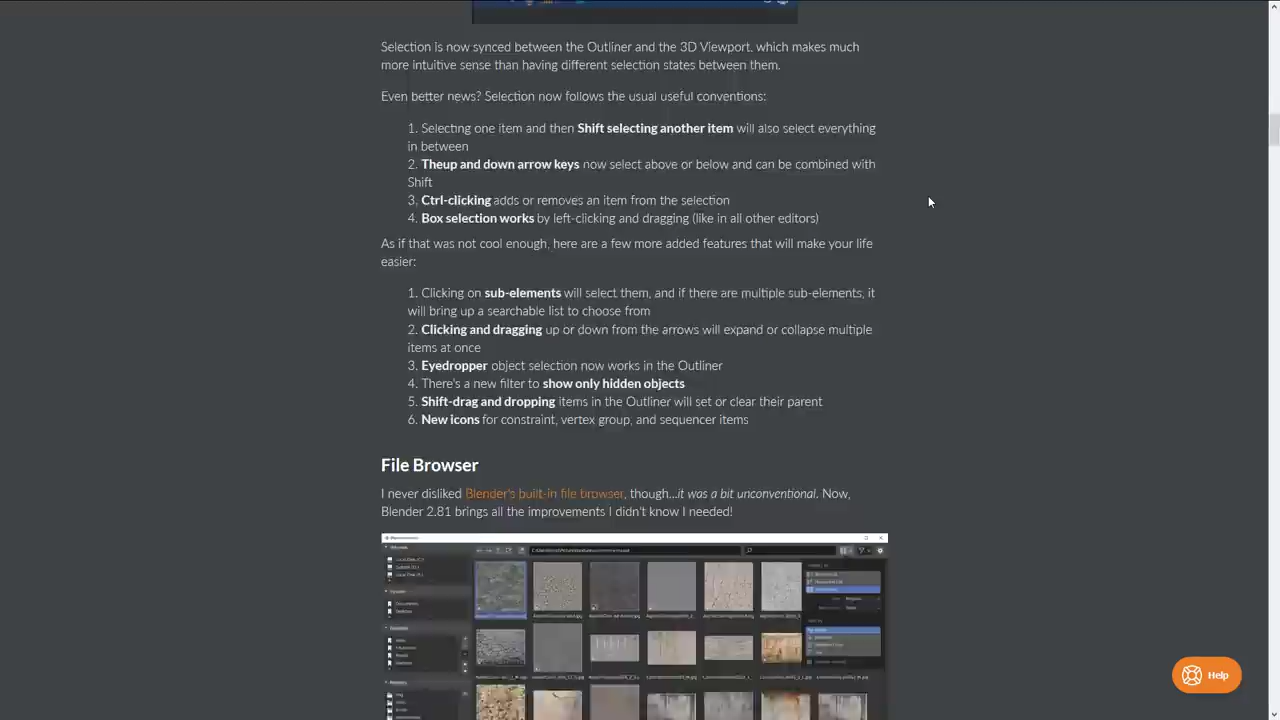 Selection is now synced between the Outliner and the 3D Viewport, which makes much
more intuitive sense than having different selection states between them.
Even better news? Selection now follows the usual useful conventions:
1. Selecting one item and then Shift selecting another item will also select everything
in between
2. Theup and down arrow keys now select above or below and can be combined with
Shift
3. Ctrl-clicking adds or removes an item from the selection
4. Box selection works by left-clicking and dragging (like in all other editors)
As if that was not cool enough, here are a few more added features that will make your life
easier:
1. Clicking on sub-elements will select them, and if there are multiple sub-elements, it
will bring up a searchable list to choose from
2. Clicking and dragging up or down from the arrows will expand or collapse multiple
items at once
3. Eyedropper object selection now works in the Outliner
4. There's a new filter to show only hidden objects
5. Shift-drag and dropping items in the Outliner will set or clear their parent
6. New icons for constraint, vertex group, and sequencer items
File Browser
I never disliked Blender's built-in file browser, though...it was a bit unconventional. Now,
Blender 2.81 brings all the improvements I didn't know I needed!
Help